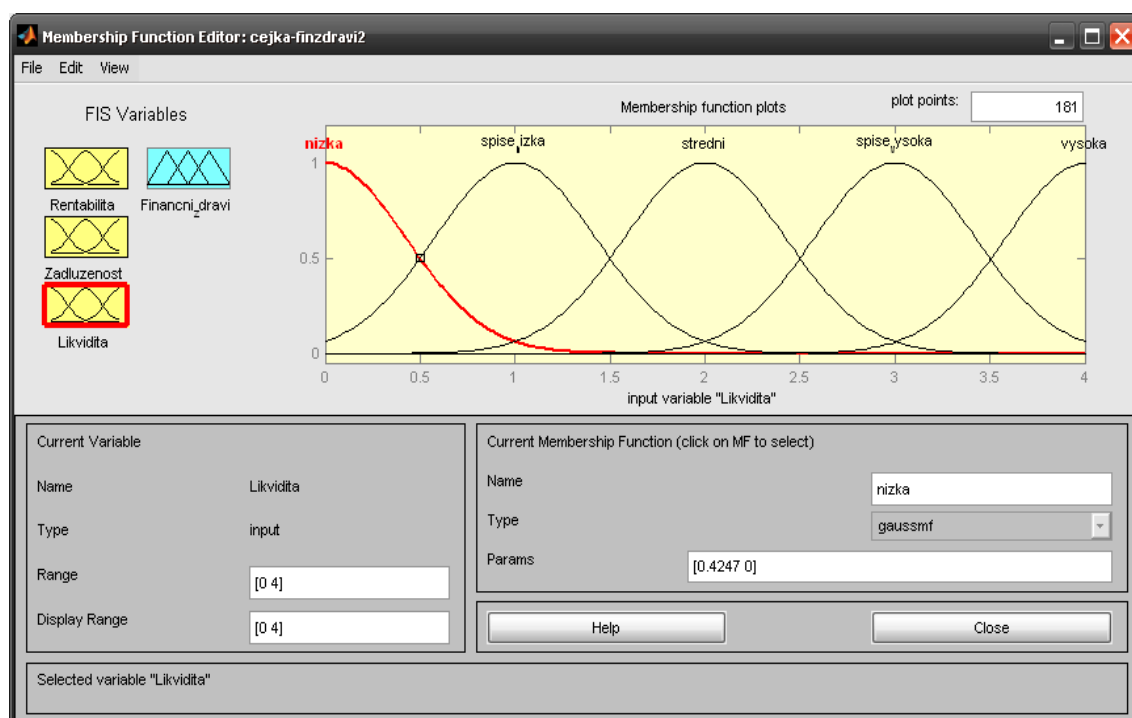 Membership Function Editor: cejka-finzdravi2
File Edit View
FIS Variables
Membership function plots
plot points:
181
Rentabilita
Financni_zdravi
Zadluzenost
Likvidita
nizka
spise_nizka
stredni
spise_vysoka
vysoka
1
0.5
0
0 0.5 1 1.5 2 2.5 3 3.5 4
input variable "Likvidita"
Current Variable
Name Likvidita
Type input
Range [0 4]
Display Range [0 4]
Current Membership Function (click on MF to select)
Name nizka
Type gaussmf
Params [0.4247 0]
Help Close
Selected variable "Likvidita"